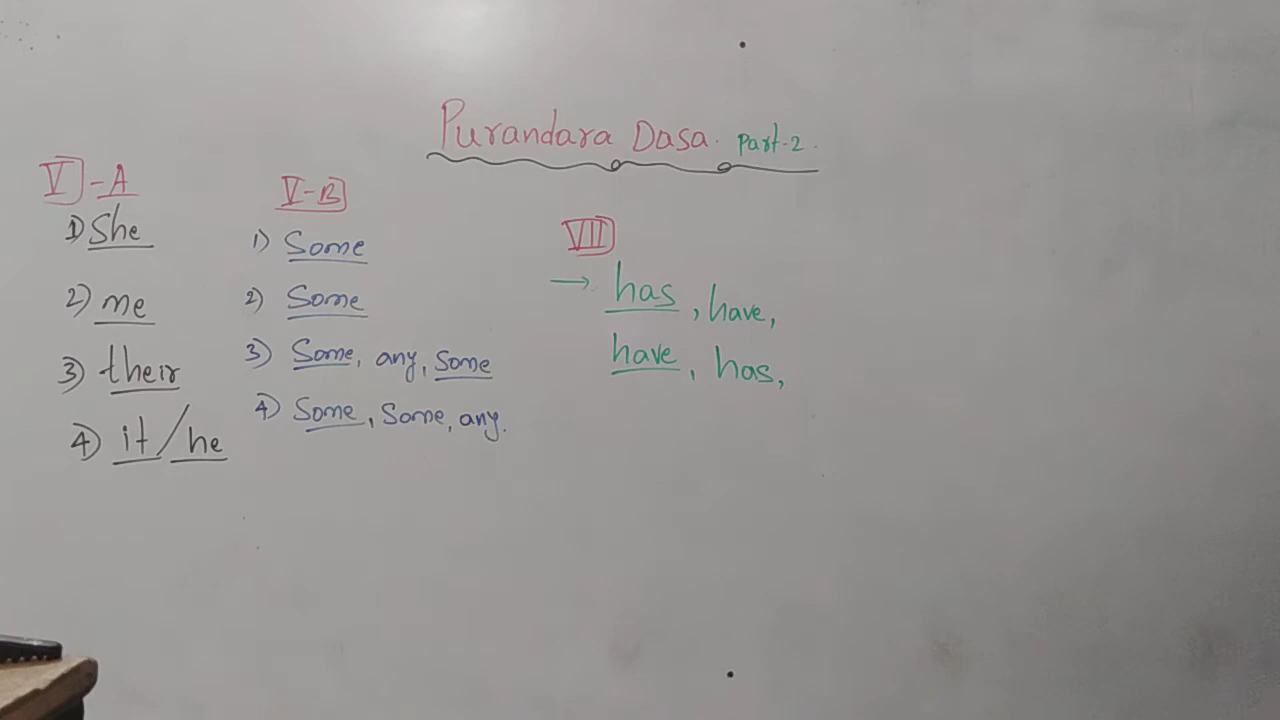 Purandara Dasa. Part-2.
V-A
1) She
2) me
3) their
4) it/he
V-B
1) Some
2) Some
3) Some, any, Some
4) Some, Some, any.
VII
→ has, have,
have, has,